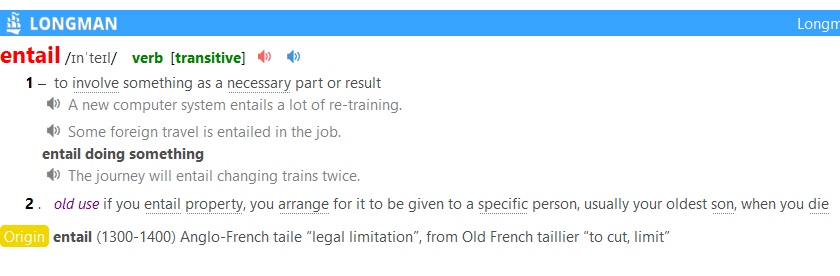 LONGMAN Longm
entail /ɪnˈteɪl/ verb [transitive]
1 – to involve something as a necessary part or result
A new computer system entails a lot of re-training.
Some foreign travel is entailed in the job.
entail doing something
The journey will entail changing trains twice.
2 . old use if you entail property, you arrange for it to be given to a specific person, usually your oldest son, when you die
Origin entail (1300-1400) Anglo-French taile “legal limitation”, from Old French taillier “to cut, limit”